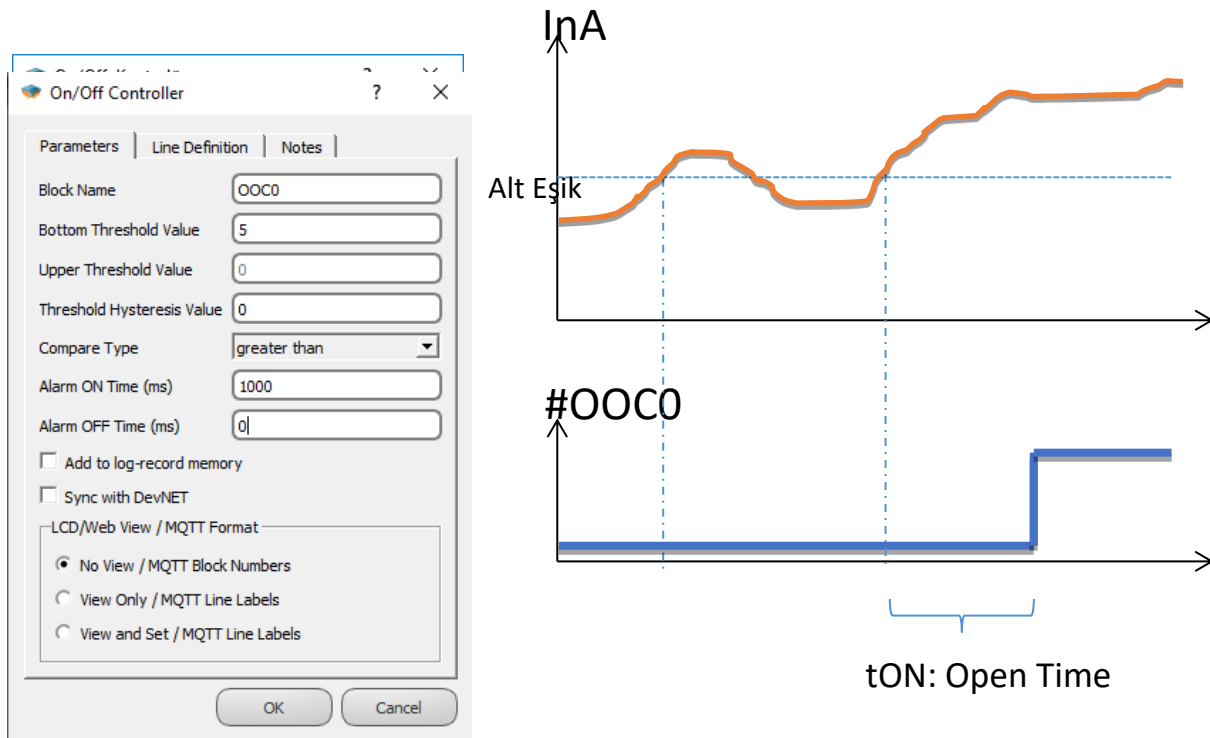 On/Off Controller
?
Parameters
Line Definition
Notes
Block Name
OOC0
Bottom Threshold Value
5
Upper Threshold Value
0
Threshold Hysteresis Value
0
Compare Type
greater than
Alarm ON Time (ms)
1000
Alarm OFF Time (ms)
0
Add to log-record memory
Sync with DevNET
LCD/Web View / MQTT Format
No View / MQTT Block Numbers
View Only / MQTT Line Labels
View and Set / MQTT Line Labels
OK
Cancel
InA
Alt Eşik
#OOC0
tON: Open Time